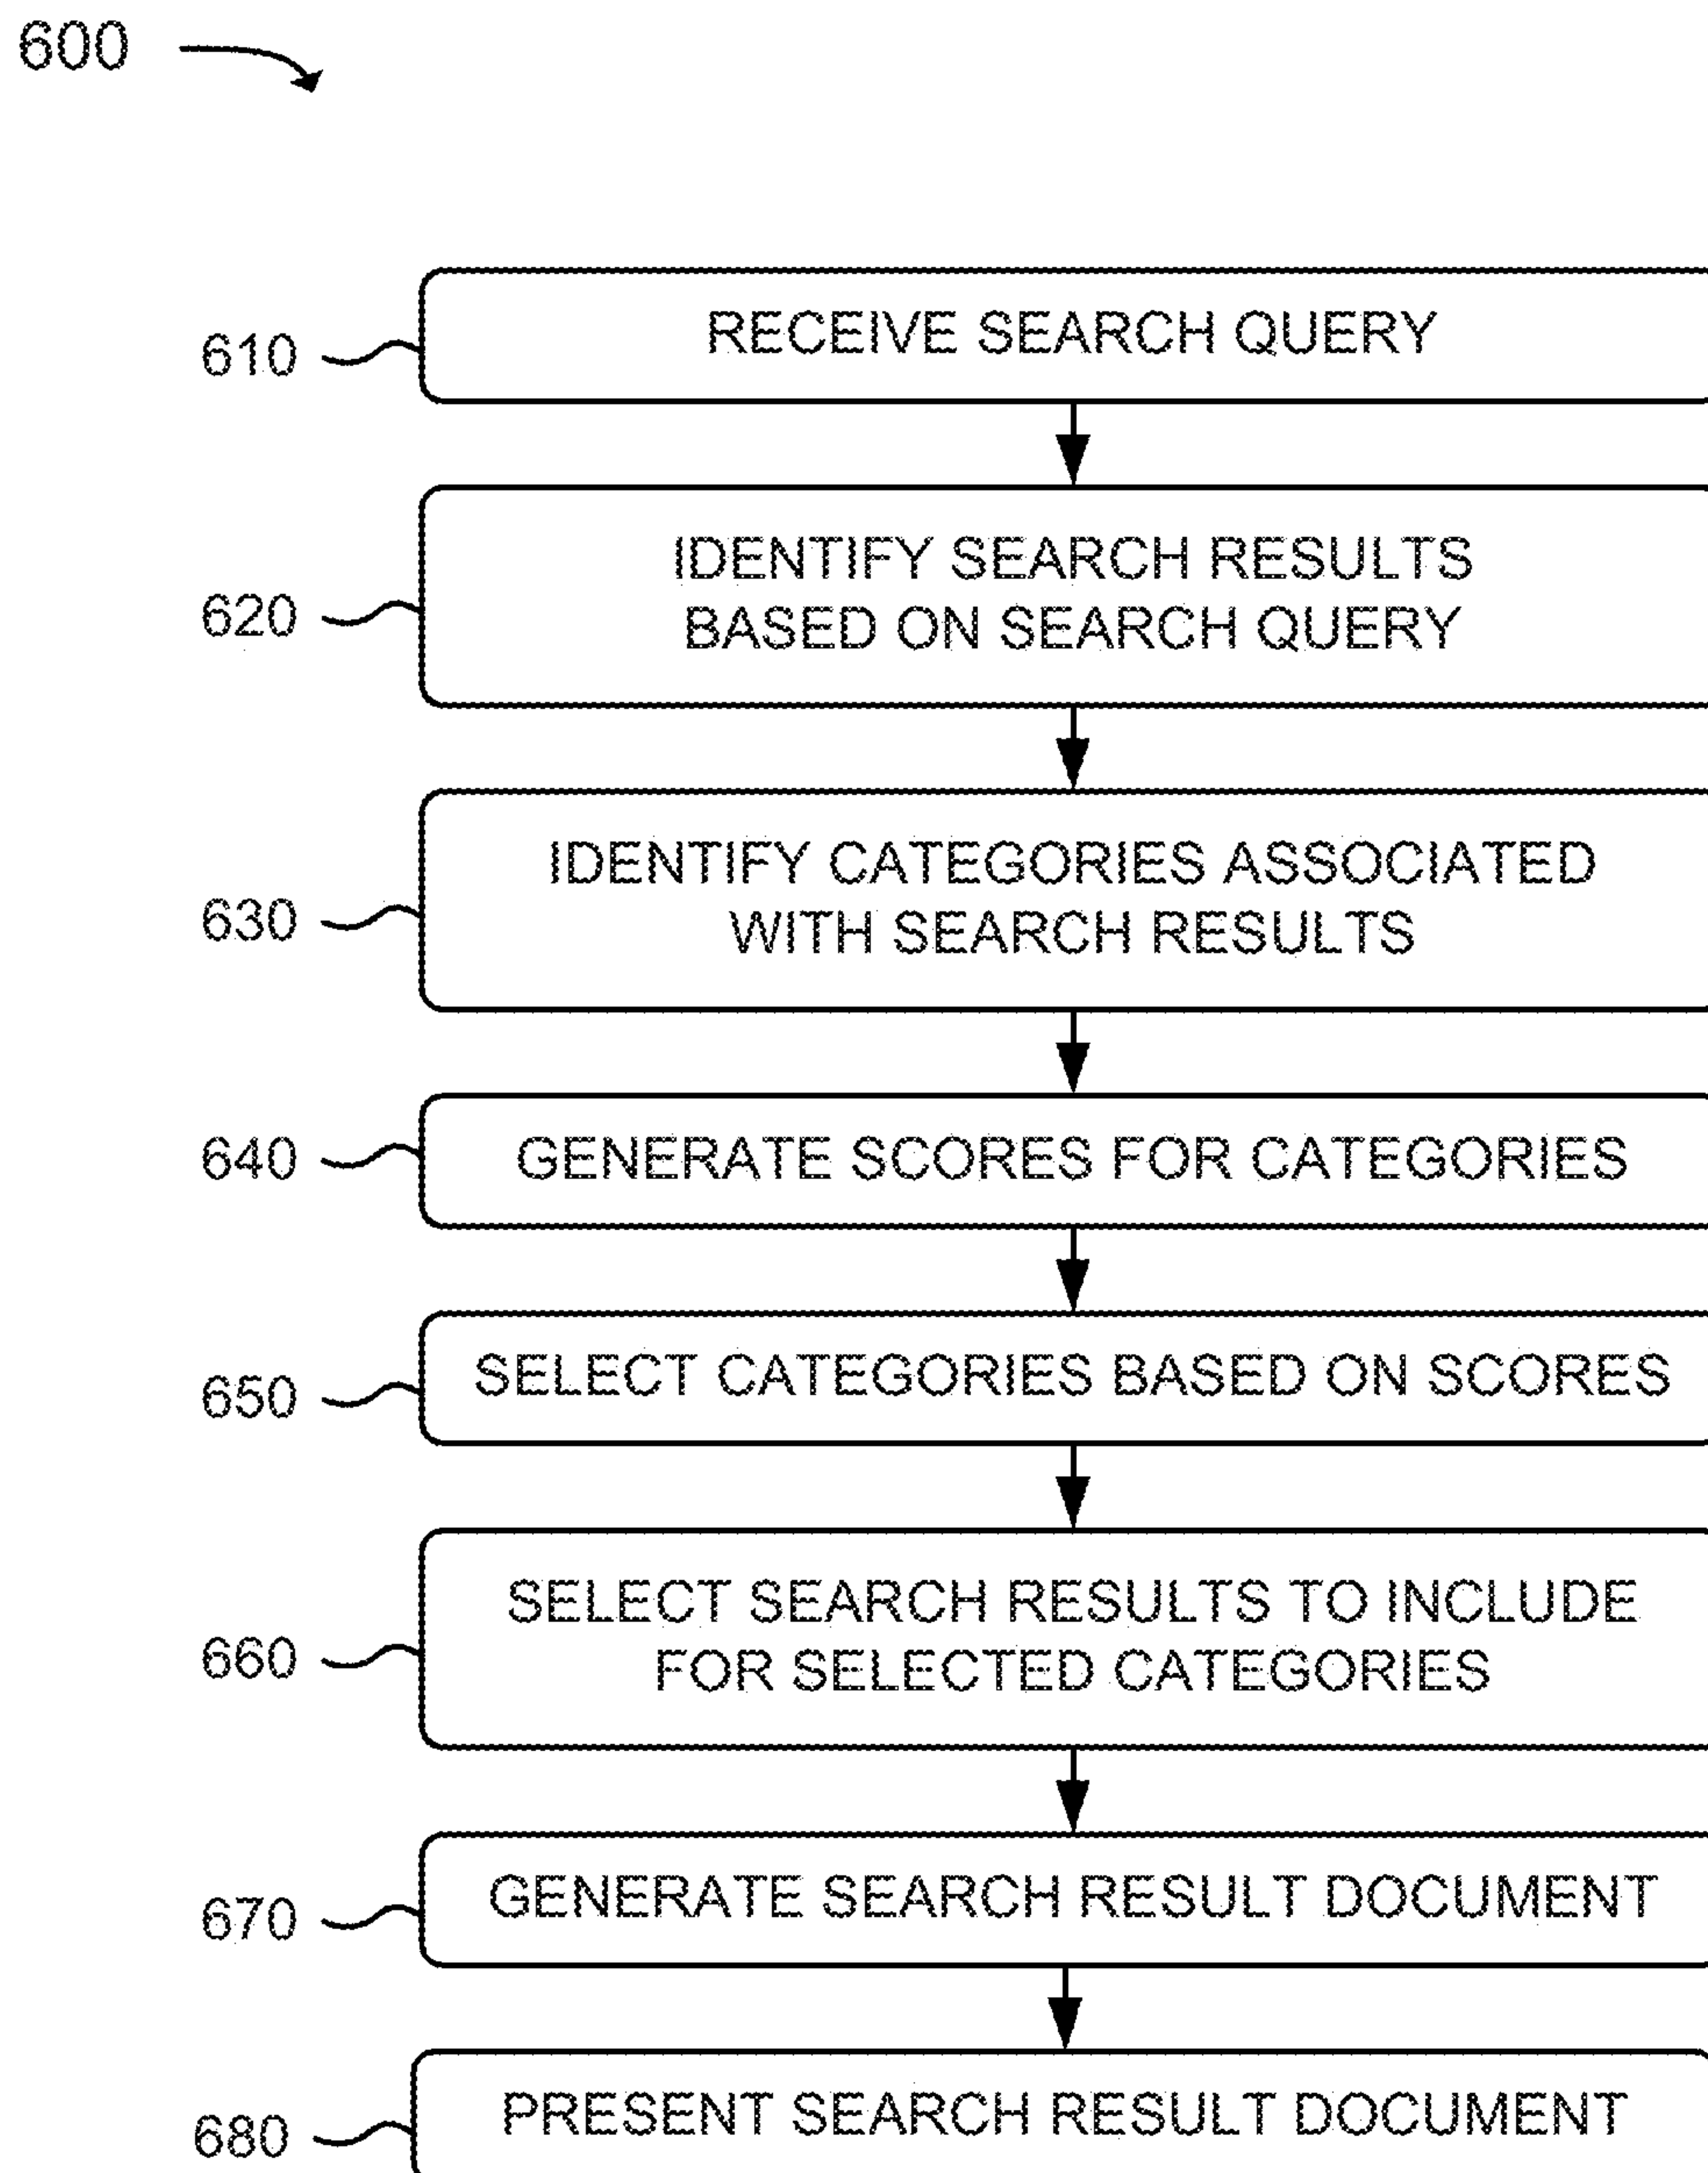 600
610
RECEIVE SEARCH QUERY
620
IDENTIFY SEARCH RESULTS
BASED ON SEARCH QUERY
630
IDENTIFY CATEGORIES ASSOCIATED
WITH SEARCH RESULTS
640
GENERATE SCORES FOR CATEGORIES
650
SELECT CATEGORIES BASED ON SCORES
660
SELECT SEARCH RESULTS TO INCLUDE
FOR SELECTED CATEGORIES
670
GENERATE SEARCH RESULT DOCUMENT
680
PRESENT SEARCH RESULT DOCUMENT